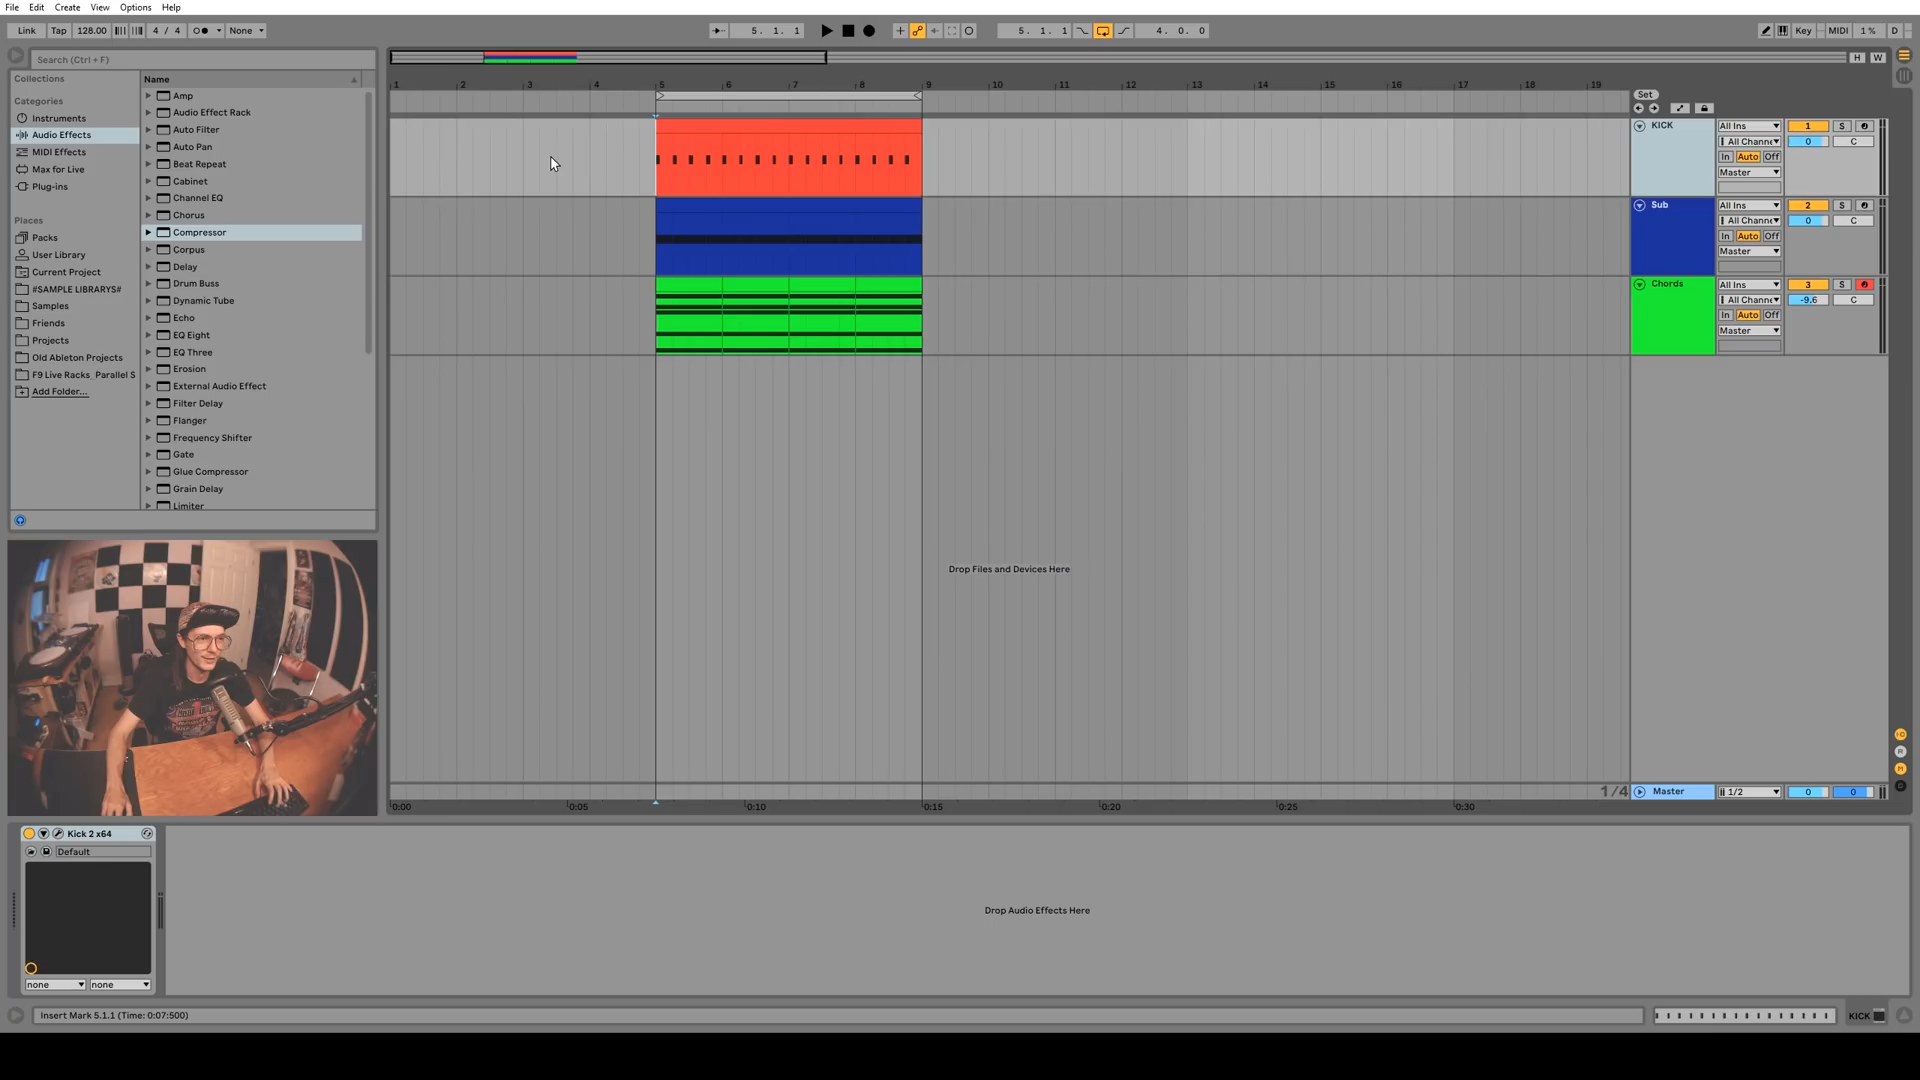 File Edit Create View Options Help
Link Tap 128.00 4 / 4 None 5. 1. 1 5. 1. 1 4. 0. 0 Key MIDI 1 % D
Search (Ctrl + F)
H W
Collections
Categories
Instruments
Audio Effects
MIDI Effects
Max for Live
Plug-ins
Places
Packs
User Library
Current Project
#SAMPLE LIBRARYS#
Samples
Friends
Projects
Old Ableton Projects
F9 Live Racks_Parallel S
Add Folder...
Name
Amp
Audio Effect Rack
Auto Filter
Auto Pan
Beat Repeat
Cabinet
Channel EQ
Chorus
Compressor
Corpus
Delay
Drum Buss
Dynamic Tube
Echo
EQ Eight
EQ Three
Erosion
External Audio Effect
Filter Delay
Flanger
Frequency Shifter
Gate
Glue Compressor
Grain Delay
Limiter
1 2 3 4 5 6 7 8 9 10 11 12 13 14 15 16 17 18 19
Set
KICK All Ins 1 S
All Channe 0 C
In Auto Off
Master
Sub All Ins 2 S
All Channe 0 C
In Auto Off
Master
Chords All Ins 3 S
All Channe -9.6 C
In Auto Off
Master
Drop Files and Devices Here
1/4 Master 1/2 0 0
0:00 0:05 0:10 0:15 0:20 0:25 0:30
Kick 2 x64
Default
none none
Drop Audio Effects Here
Insert Mark 5.1.1 (Time: 0:07:500)
KICK